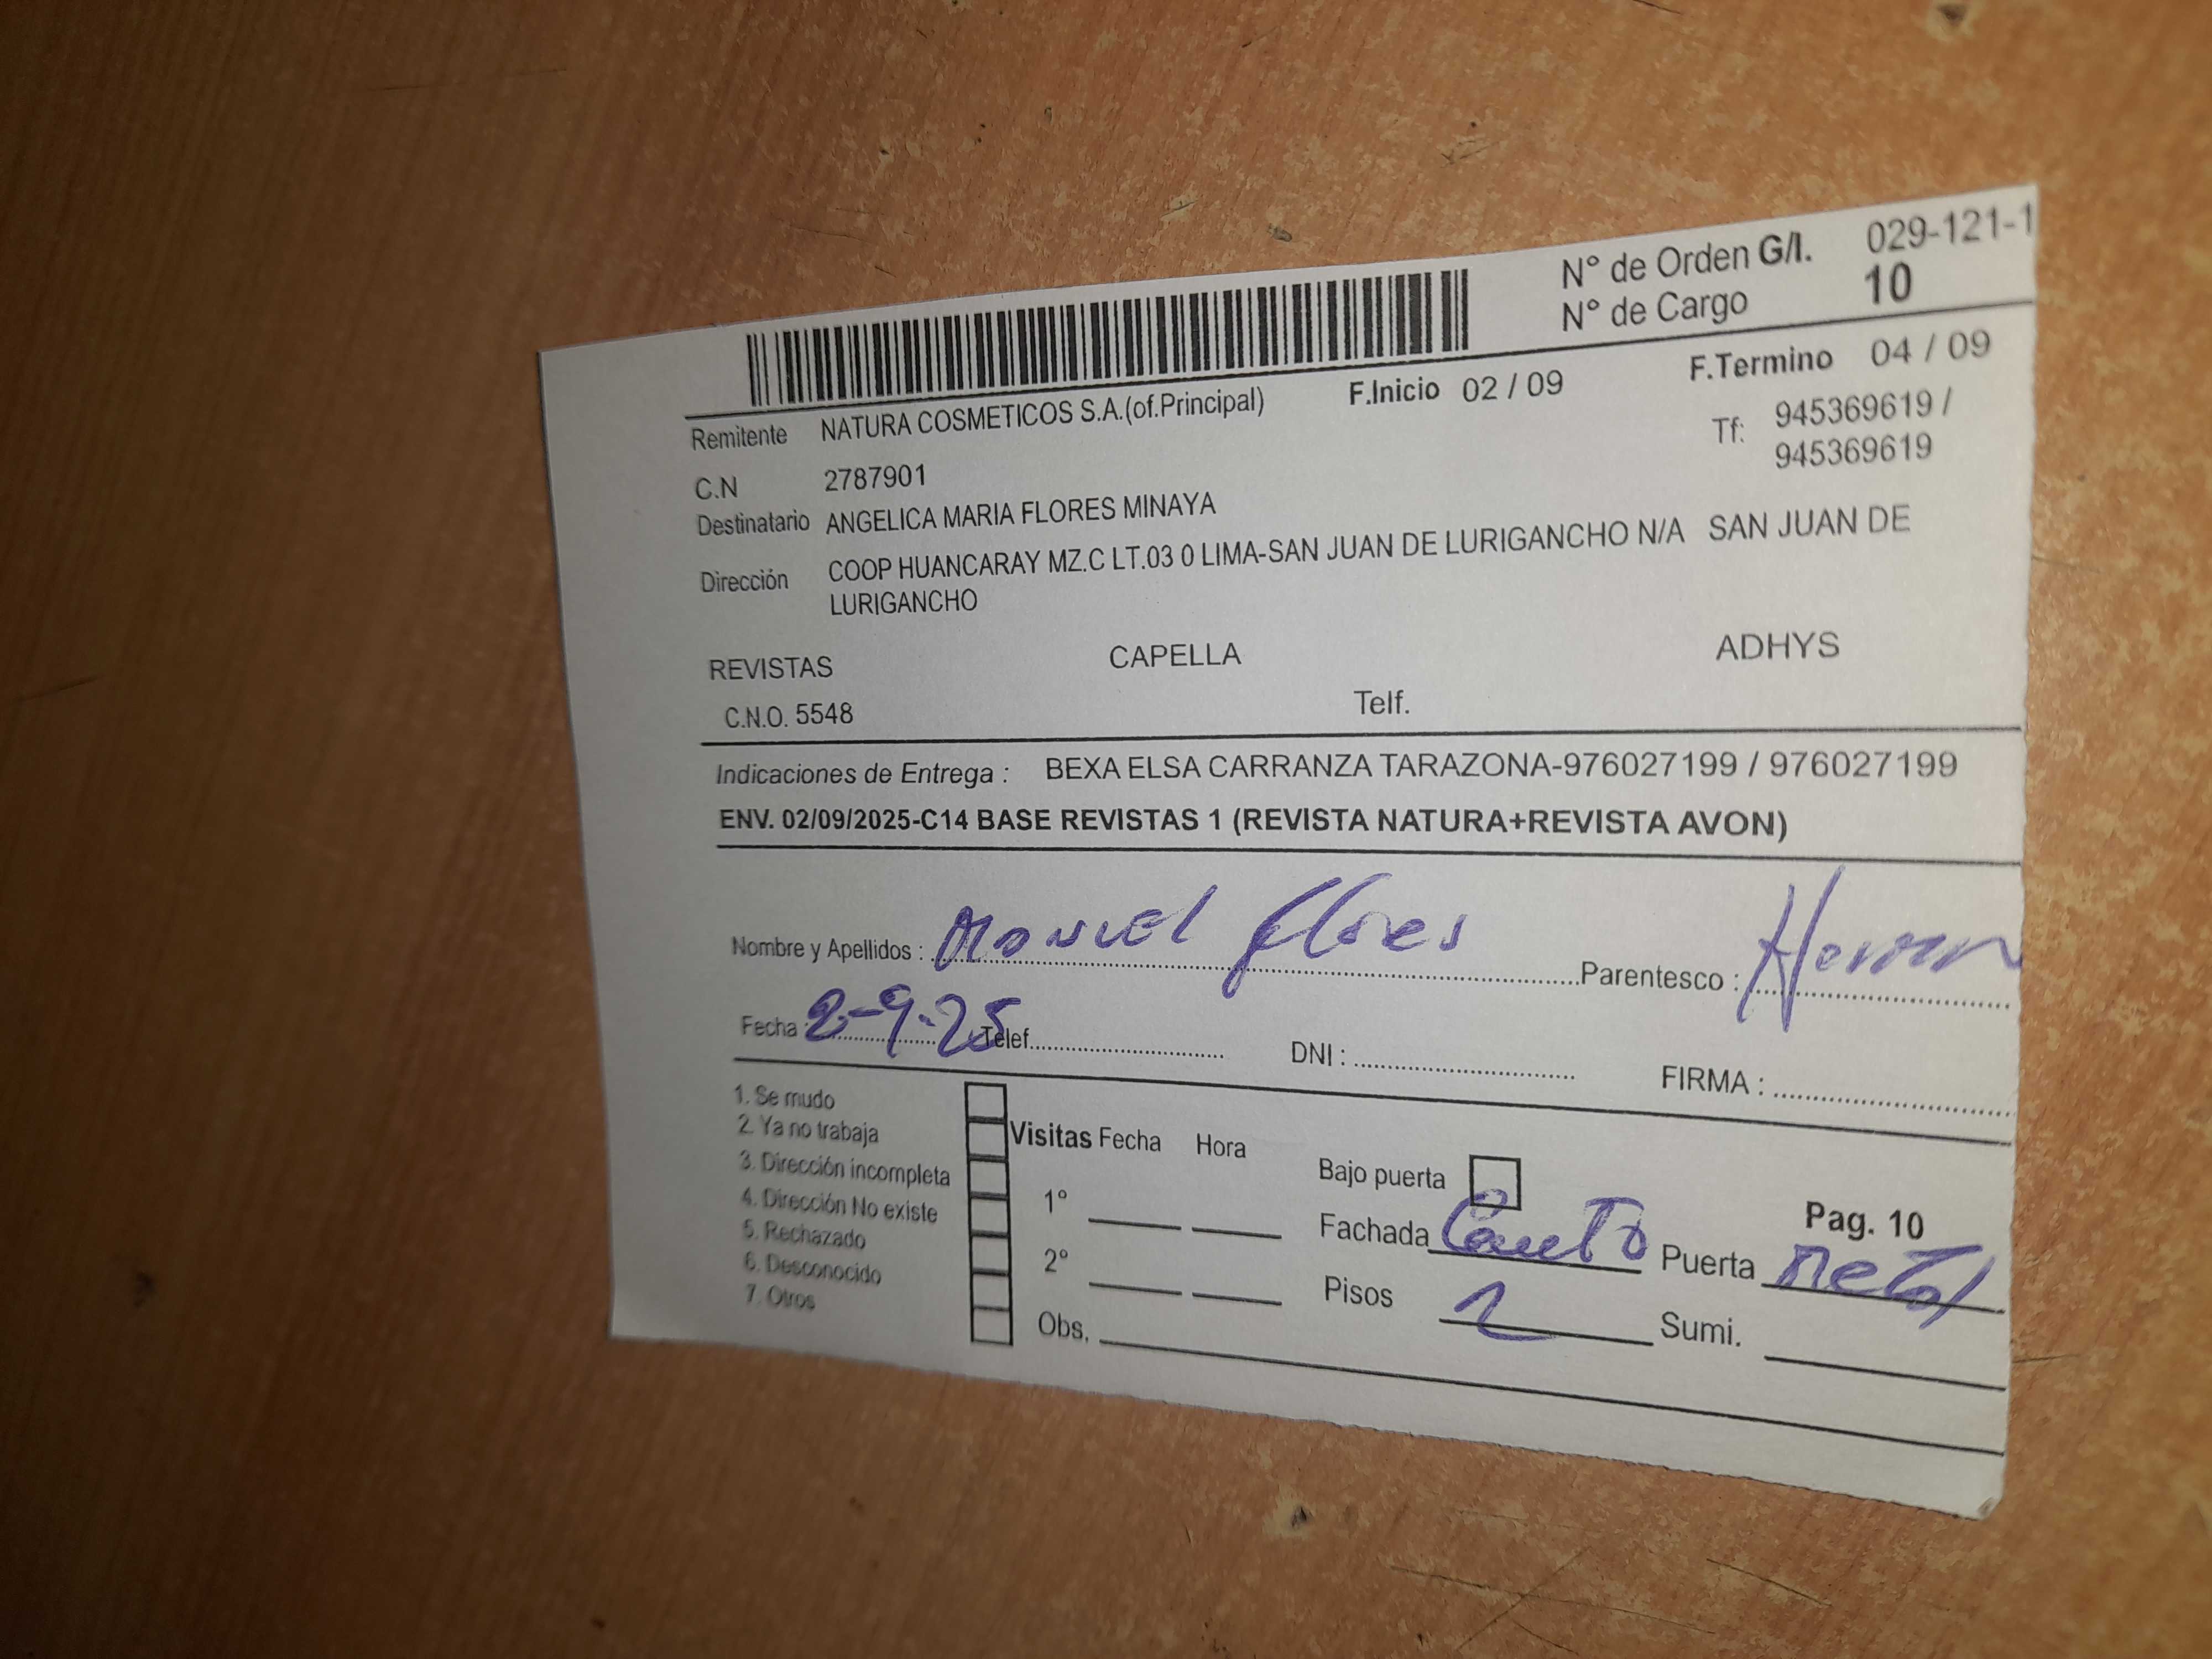 N° de Orden G/I. 029-121-1
N° de Cargo 10
F.Inicio 02 / 09 F.Termino 04 / 09
Remitente NATURA COSMETICOS S.A.(of.Principal)
Tf: 945369619 /
945369619
C.N 2787901
Destinatario ANGELICA MARIA FLORES MINAYA
Dirección COOP HUANCARAY MZ.C LT.03 0 LIMA-SAN JUAN DE LURIGANCHO N/A SAN JUAN DE
LURIGANCHO
REVISTAS CAPELLA ADHYS
C.N.O. 5548 Telf.
Indicaciones de Entrega : BEXA ELSA CARRANZA TARAZONA-976027199 / 976027199
ENV. 02/09/2025-C14 BASE REVISTAS 1 (REVISTA NATURA+REVISTA AVON)
Nombre y Apellidos : Manuel flores Parentesco :
Fecha : 2-9-25 Telef. DNI : FIRMA :
1. Se mudo
2. Ya no trabaja
3. Dirección incompleta
4. Dirección No existe
5. Rechazado
6. Desconocido
7. Otros
Visitas Fecha Hora
1°
2°
Obs.
Bajo puerta
Pag. 10
Fachada Puerta Metal
Pisos 2 Sumi.